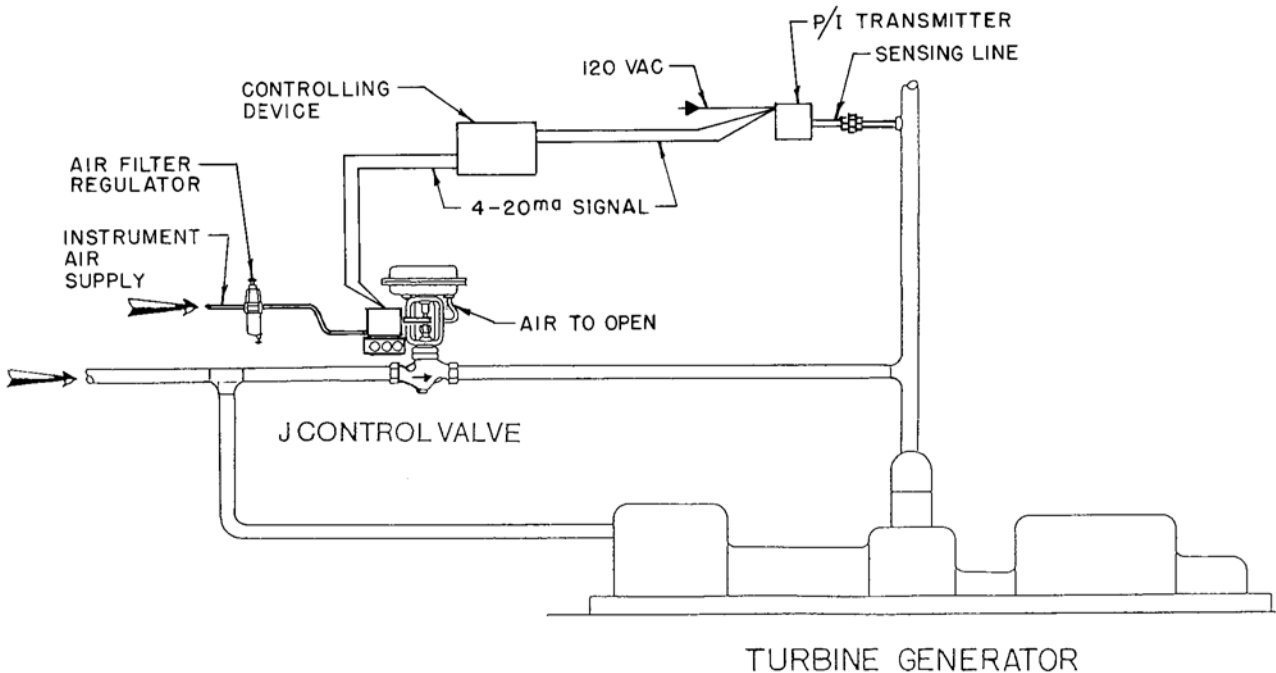 P/I TRANSMITTER
SENSING LINE
120 VAC
CONTROLLING
DEVICE
AIR FILTER
REGULATOR
4-20ma SIGNAL
INSTRUMENT
AIR
SUPPLY
AIR TO OPEN
J CONTROL VALVE
TURBINE GENERATOR